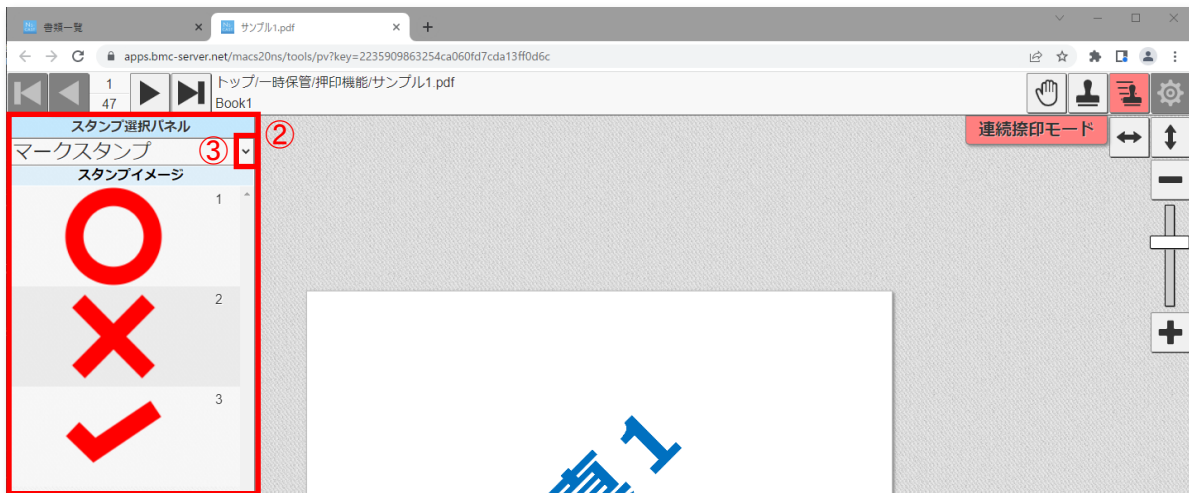 書類一覧
サンプル1.pdf
apps.bmc-server.net/macs20ns/tools/pv?key=2235909863254ca060fd7cda13ff0d6c
1
47
トップ/一時保管/押印機能/サンプル1.pdf
Book1
スタンプ選択パネル
②
連続捺印モード
マークスタンプ
③
スタンプイメージ
1
2
3
1